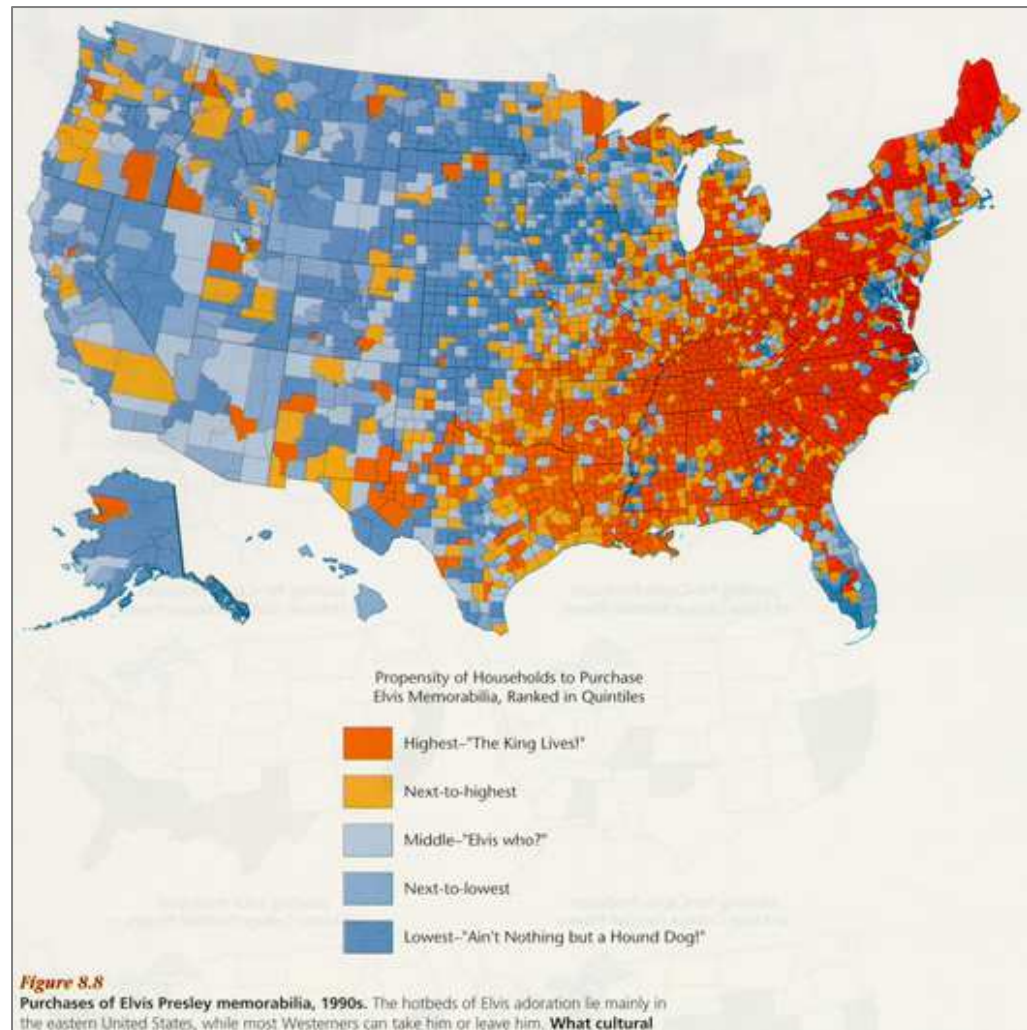 Propensity of Households to Purchase
Elvis Memorabilia, Ranked in Quintiles
Highest–"The King Lives!"
Next-to-highest
Middle–"Elvis who?"
Next-to-lowest
Lowest–"Ain't Nothing but a Hound Dog!"
Figure 8.8
Purchases of Elvis Presley memorabilia, 1990s. The hotbeds of Elvis adoration lie mainly in
the eastern United States, while most Westerners can take him or leave him. What cultural